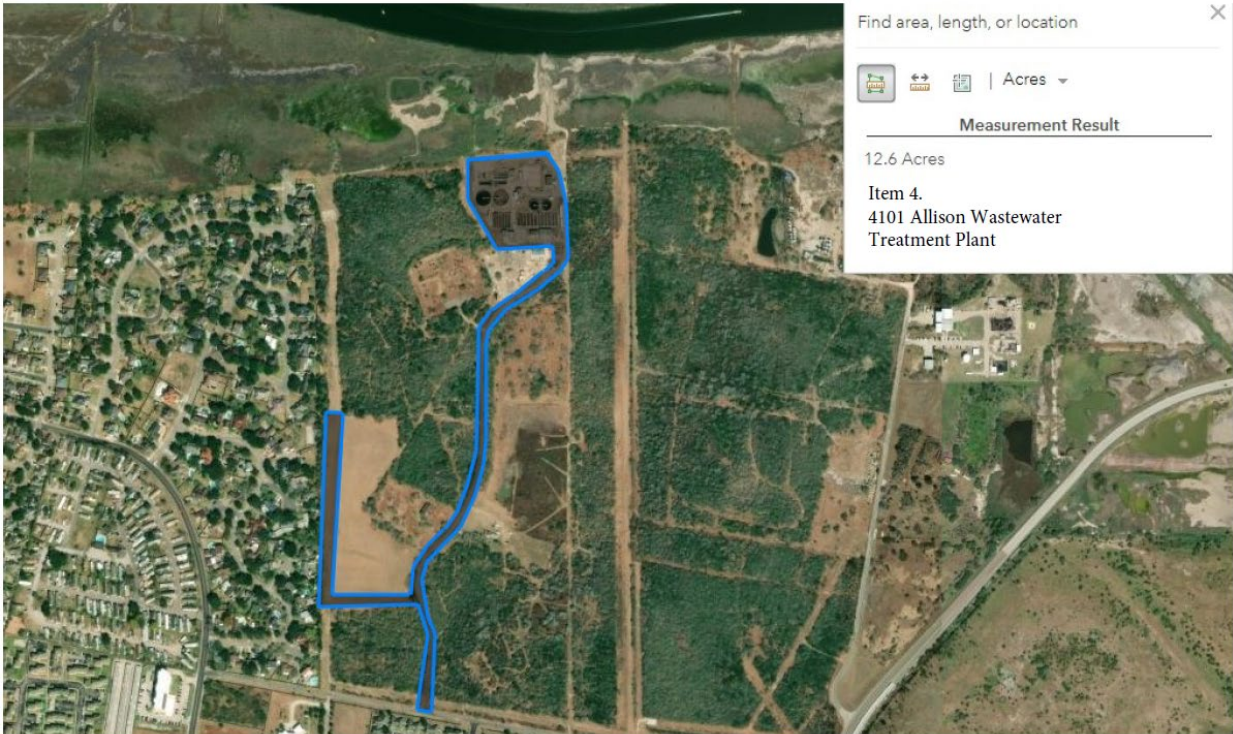 Find area, length, or location
Acres
Measurement Result
12.6 Acres
Item 4.
4101 Allison Wastewater
Treatment Plant